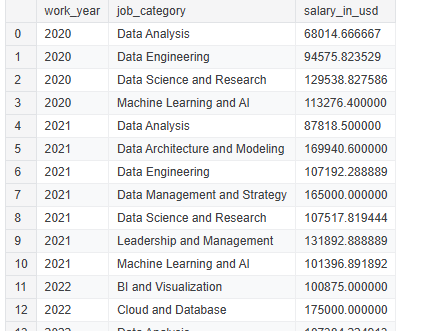 work_year job_category salary_in_usd
0 2020 Data Analysis 68014.666667
1 2020 Data Engineering 94575.823529
2 2020 Data Science and Research 129538.827586
3 2020 Machine Learning and AI 113276.400000
4 2021 Data Analysis 87818.500000
5 2021 Data Architecture and Modeling 169940.600000
6 2021 Data Engineering 107192.288889
7 2021 Data Management and Strategy 165000.000000
8 2021 Data Science and Research 107517.819444
9 2021 Leadership and Management 131892.888889
10 2021 Machine Learning and AI 101396.891892
11 2022 BI and Visualization 100875.000000
12 2022 Cloud and Database 175000.000000